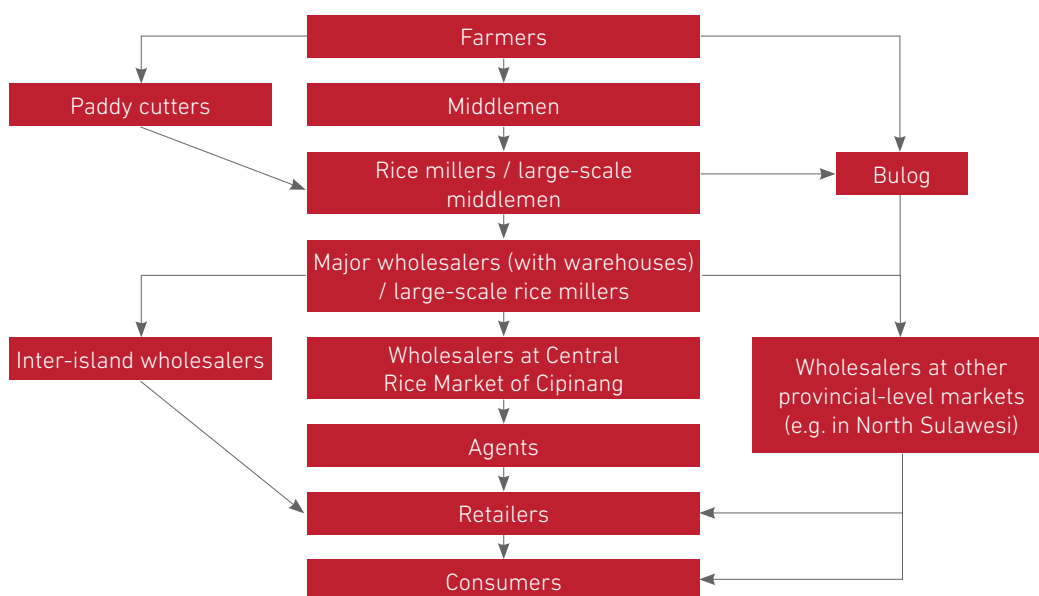 Farmers
Paddy cutters
Middlemen
Rice millers / large-scale
middlemen
Bulog
Major wholesalers (with warehouses)
/ large-scale rice millers
Inter-island wholesalers
Wholesalers at Central
Rice Market of Cipinang
Wholesalers at other
provincial-level markets
(e.g. in North Sulawesi)
Agents
Retailers
Consumers